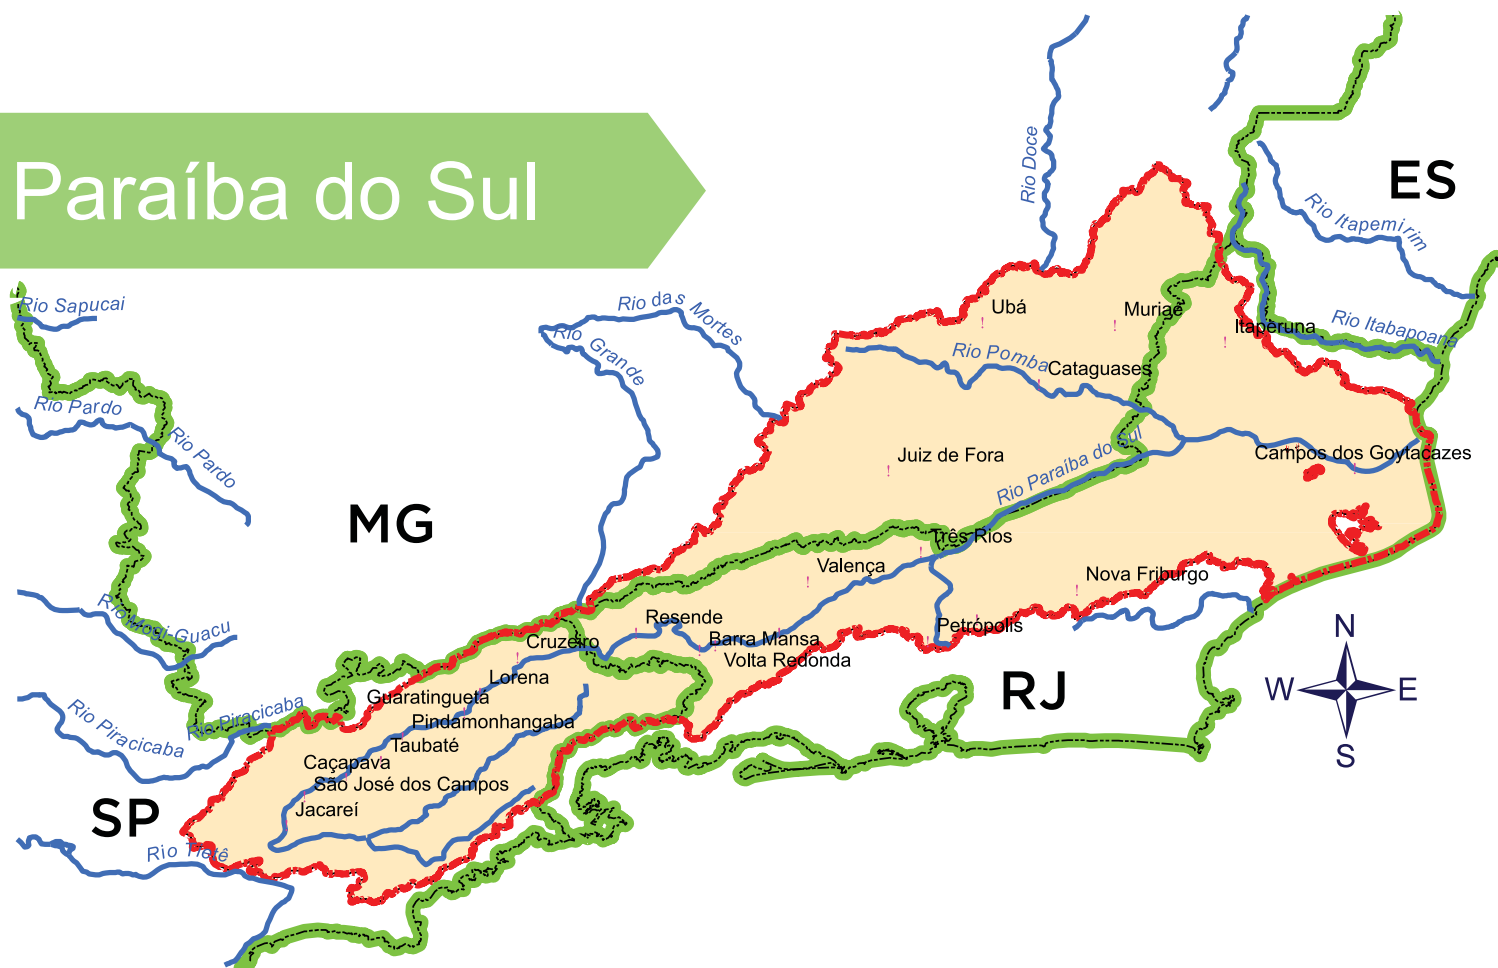 Paraíba do Sul
Rio Doce
ES
Rio Itapemirim
Rio Sapucai
Rio das Mortes
Rio Grande
Ubá
Muriaé
Itaperuna
Rio Itabapoana
Rio Pomba
Cataguases
Rio Pardo
Rio Pardo
Juiz de Fora
Rio Paraíba do Sul
Campos dos Goytacazes
MG
Três Rios
Valença
Nova Friburgo
Rio Mogi-Guacu
Resende
Petrópolis
Cruzeiro
Barra Mansa
Volta Redonda
Lorena
Guaratinguetá
Rio Piracicaba
Rio Piracicaba
Pindamonhangaba
Taubaté
Caçapava
São José dos Campos
Jacareí
RJ
N
W
E
S
SP
Rio Tietê